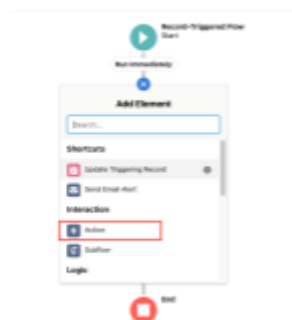 Record-Triggered Flow
Start
Run Immediately
Add Element
Search...
Shortcuts
Update Triggering Record
Send Email Alert
Interaction
Action
Subflow
Logic
End